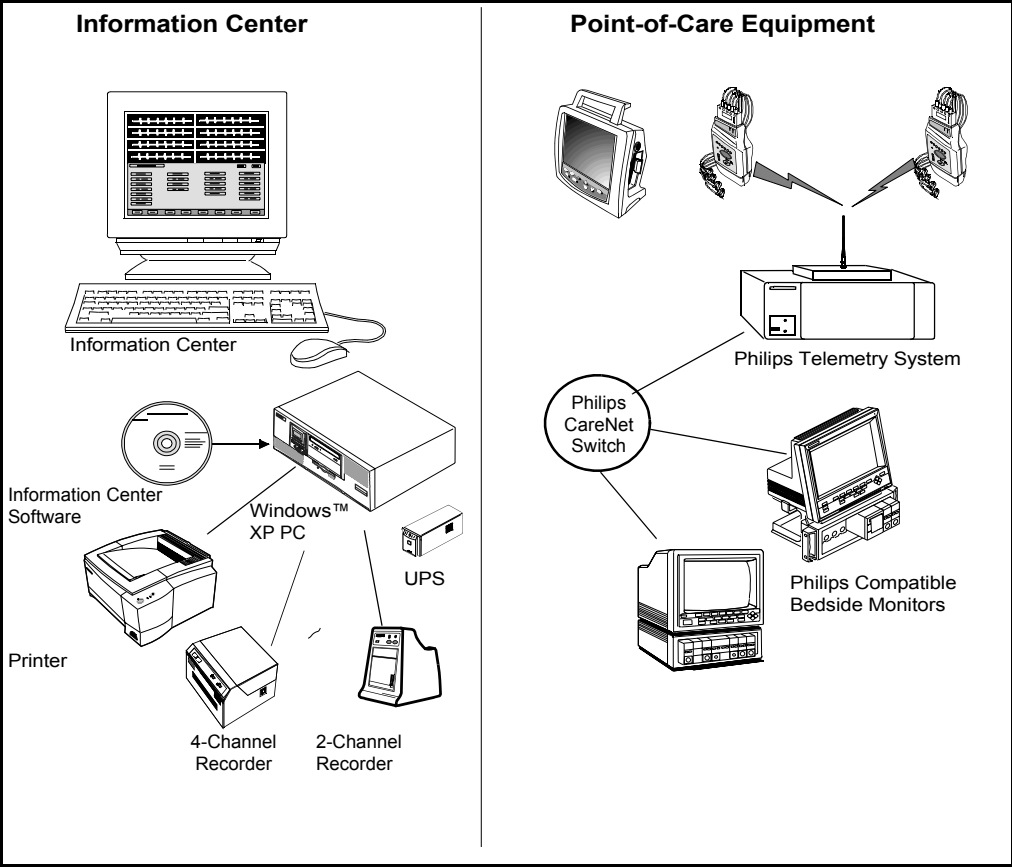 Information Center
Point-of-Care Equipment
Information Center
Information Center
Software
Windows™
XP PC
UPS
Printer
4-Channel
Recorder
2-Channel
Recorder
Philips Telemetry System
Philips
CareNet
Switch
Philips Compatible
Bedside Monitors